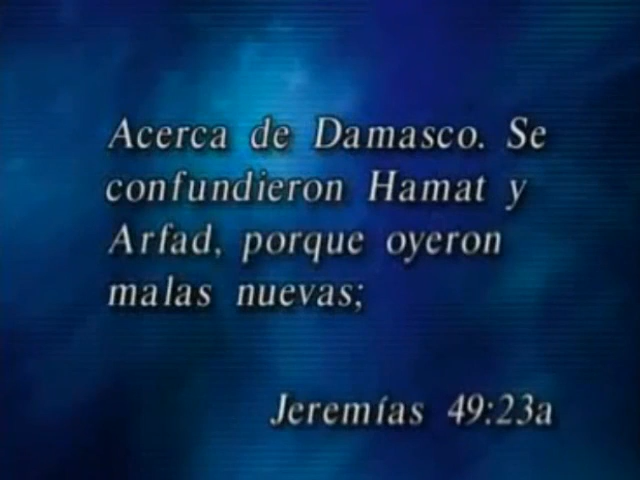 Acerca de Damasco. Se
confundieron Hamat y
Arfad, porque oyeron
malas nuevas;
Jeremías 49:23a